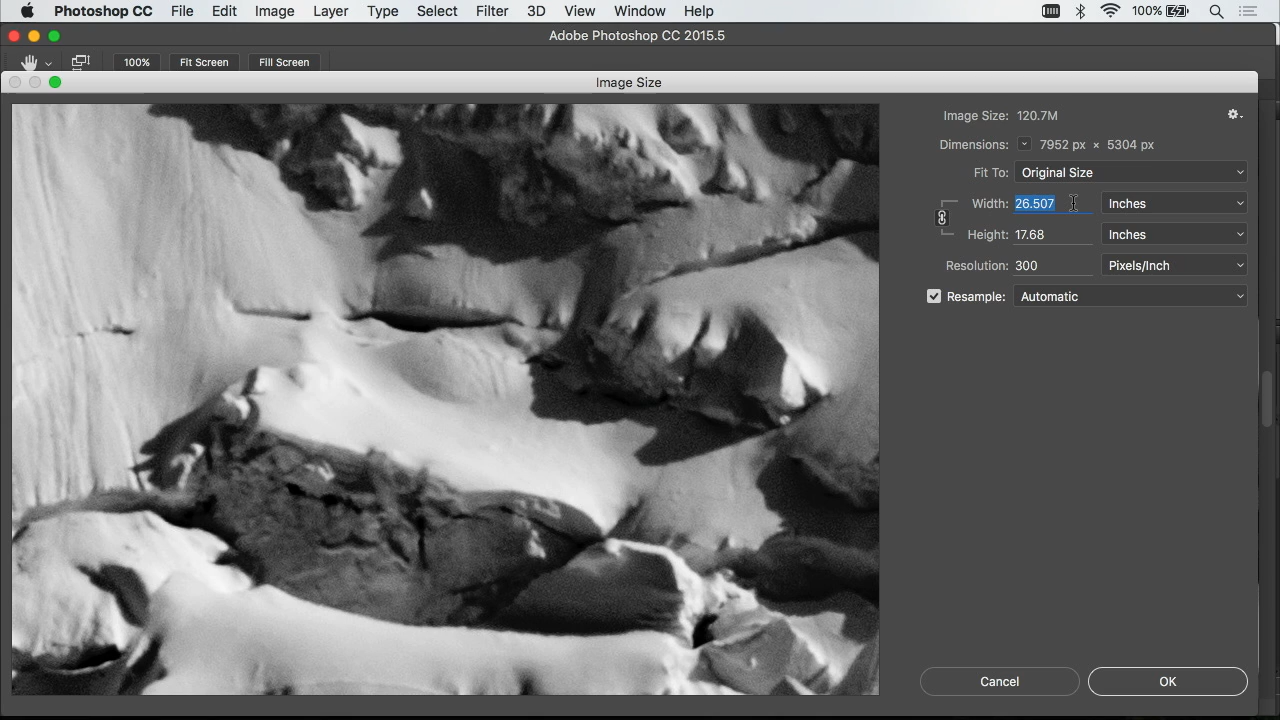 Photoshop CC File Edit Image Layer Type Select Filter 3D View Window Help 100%
Adobe Photoshop CC 2015.5
100% Fit Screen Fill Screen
Image Size
Image Size: 120.7M
Dimensions: 7952 px × 5304 px
Fit To: Original Size
Width: 26.507 Inches
Height: 17.68 Inches
Resolution: 300 Pixels/Inch
Resample: Automatic
Cancel OK